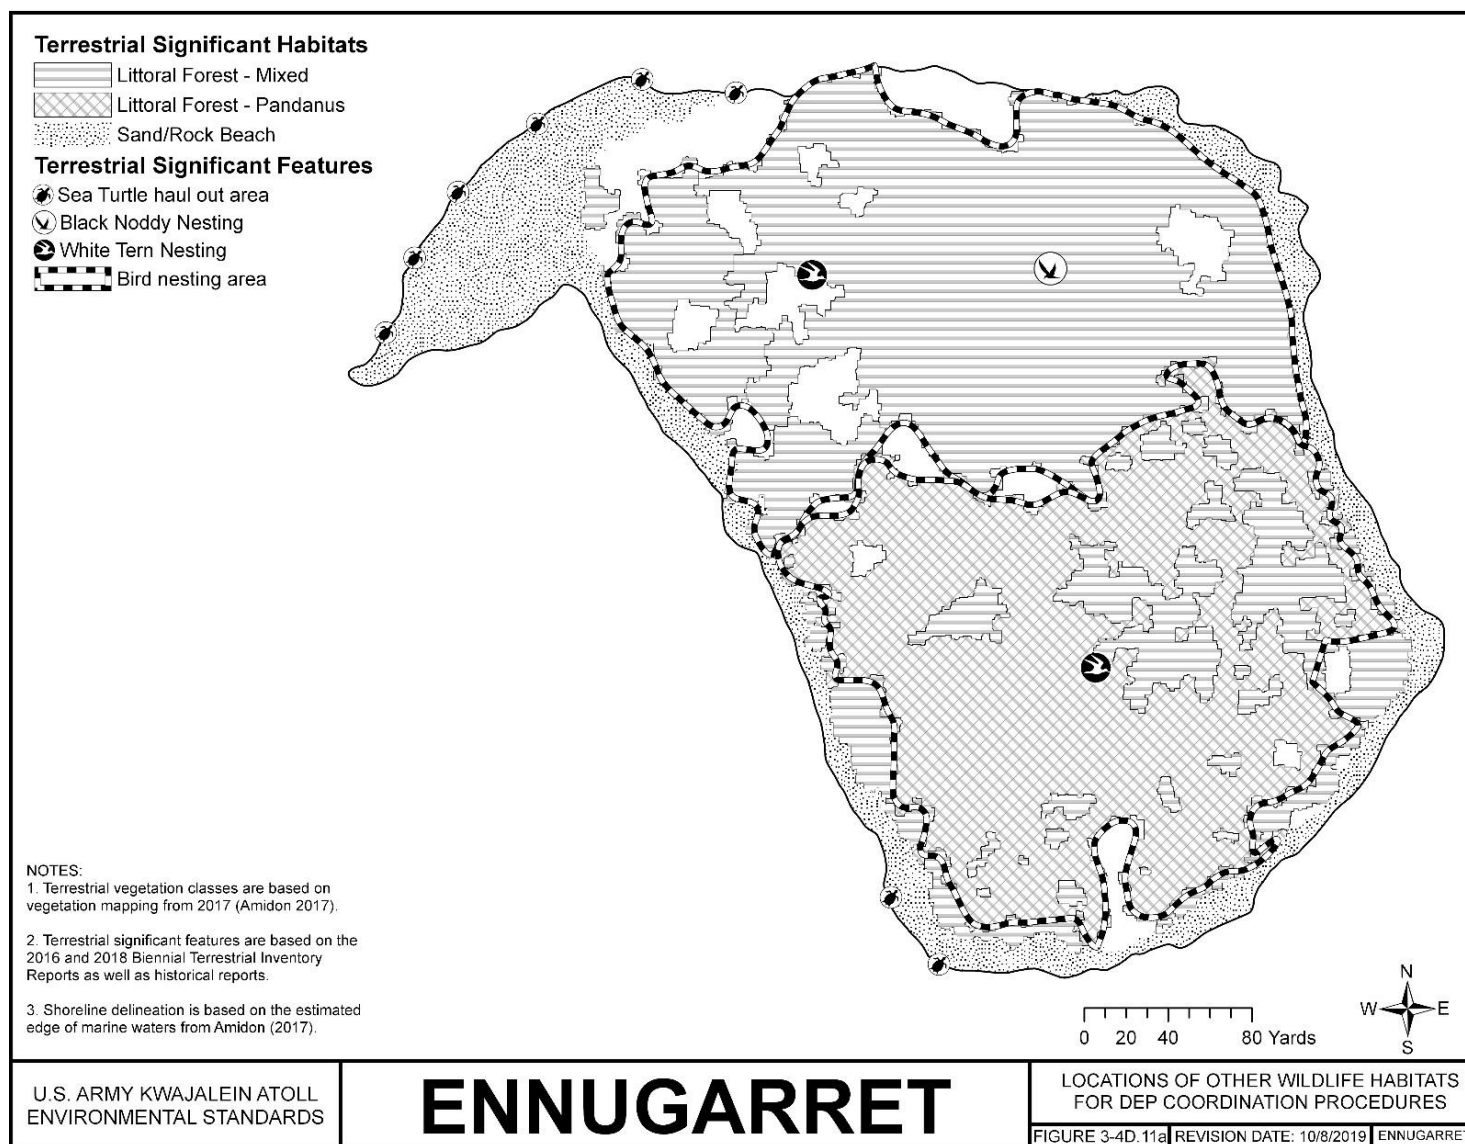 Terrestrial Significant Habitats
Littoral Forest - Mixed
Littoral Forest - Pandanus
Sand/Rock Beach
Terrestrial Significant Features
Sea Turtle haul out area
Black Noddy Nesting
White Tern Nesting
Bird nesting area
NOTES:
1. Terrestrial vegetation classes are based on
vegetation mapping from 2017 (Amidon 2017).
2. Terrestrial significant features are based on the
2016 and 2018 Biennial Terrestrial Inventory
Reports as well as historical reports.
3. Shoreline delineation is based on the estimated
edge of marine waters from Amidon (2017).
0 20 40 80 Yards
N
W E
S
U.S. ARMY KWAJALEIN ATOLL
ENVIRONMENTAL STANDARDS
ENNUGARRET
LOCATIONS OF OTHER WILDLIFE HABITATS
FOR DEP COORDINATION PROCEDURES
FIGURE 3-4D.11a REVISION DATE: 10/8/2019 ENNUGARRET